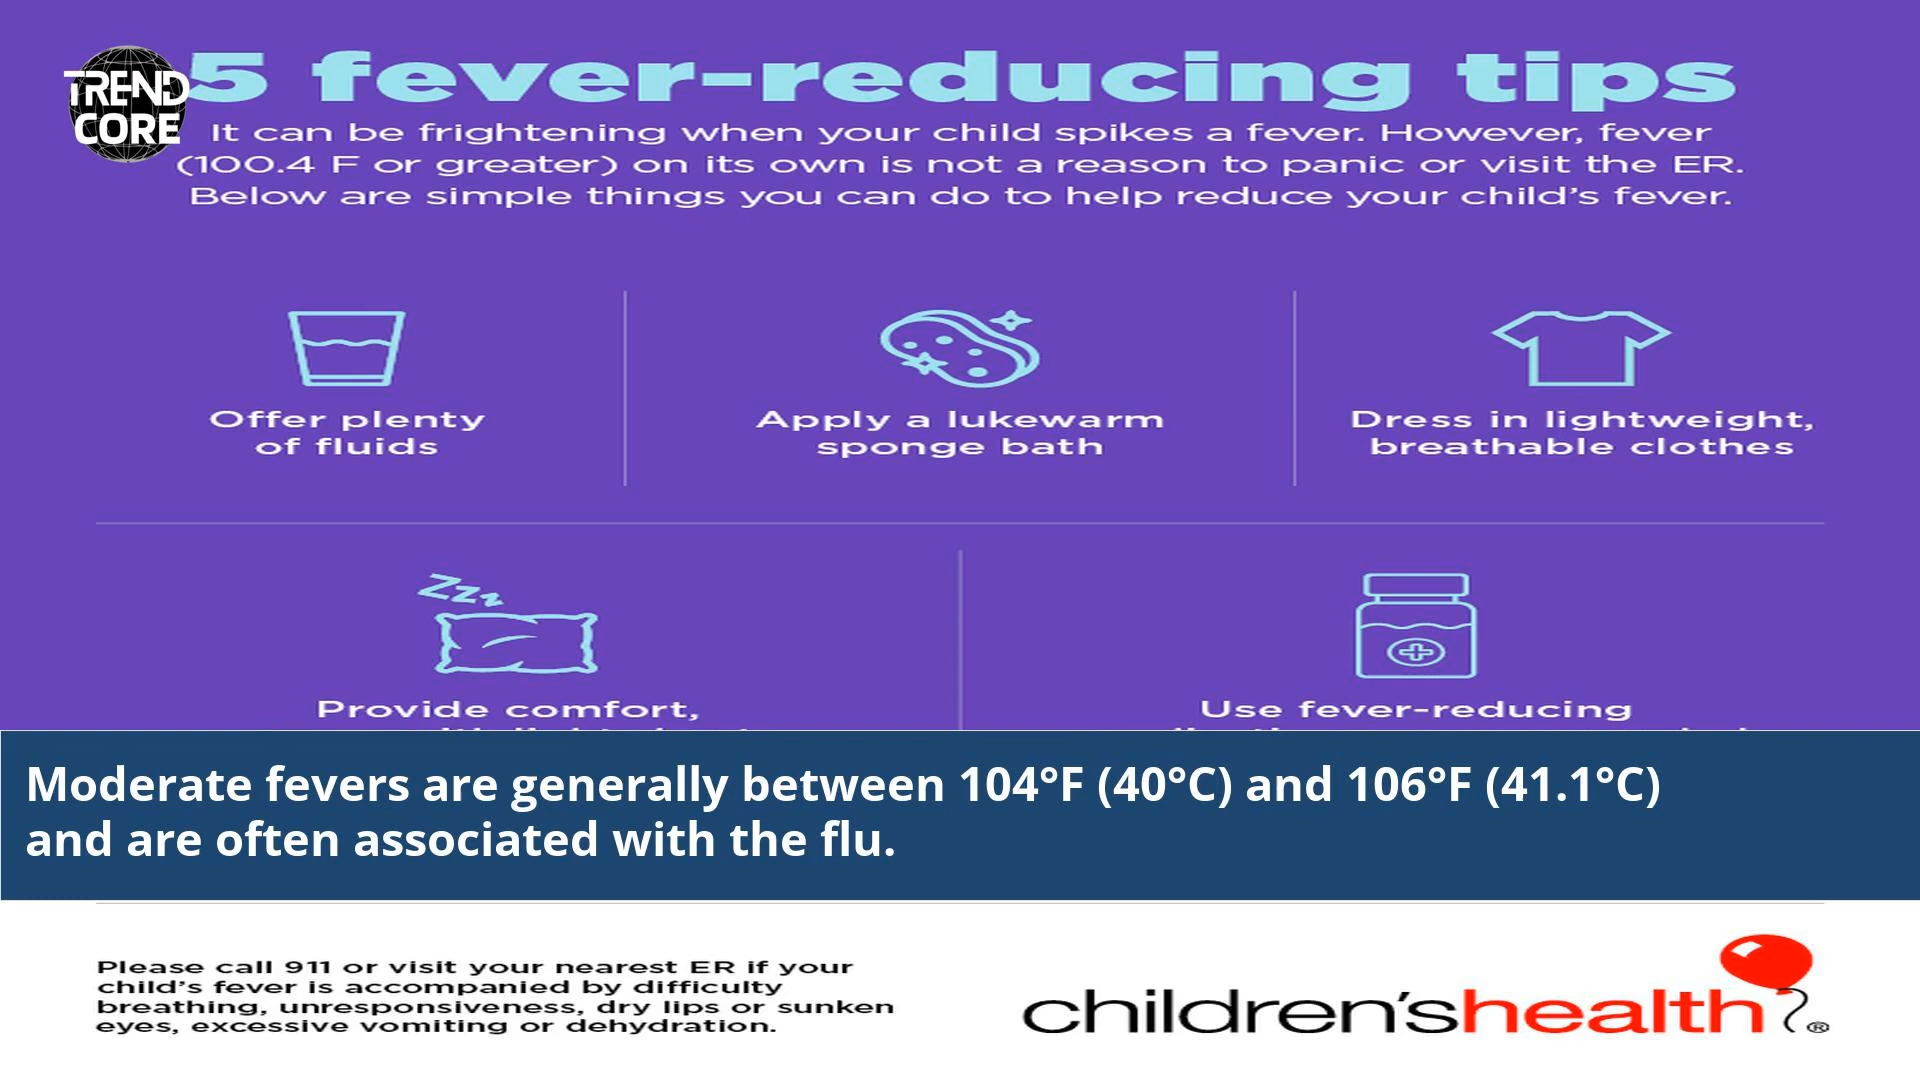 TREND
CORE
5 fever-reducing tips
It can be frightening when your child spikes a fever. However, fever
(100.4 F or greater) on its own is not a reason to panic or visit the ER.
Below are simple things you can do to help reduce your child's fever.
Offer plenty
of fluids
Apply a lukewarm
sponge bath
Dress in lightweight,
breathable clothes
Zzz
Provide comfort,
Use fever-reducing
Moderate fevers are generally between 104°F (40°C) and 106°F (41.1°C)
and are often associated with the flu.
Please call 911 or visit your nearest ER if your
child's fever is accompanied by difficulty
breathing, unresponsiveness, dry lips or sunken
eyes, excessive vomiting or dehydration.
children'shealth®